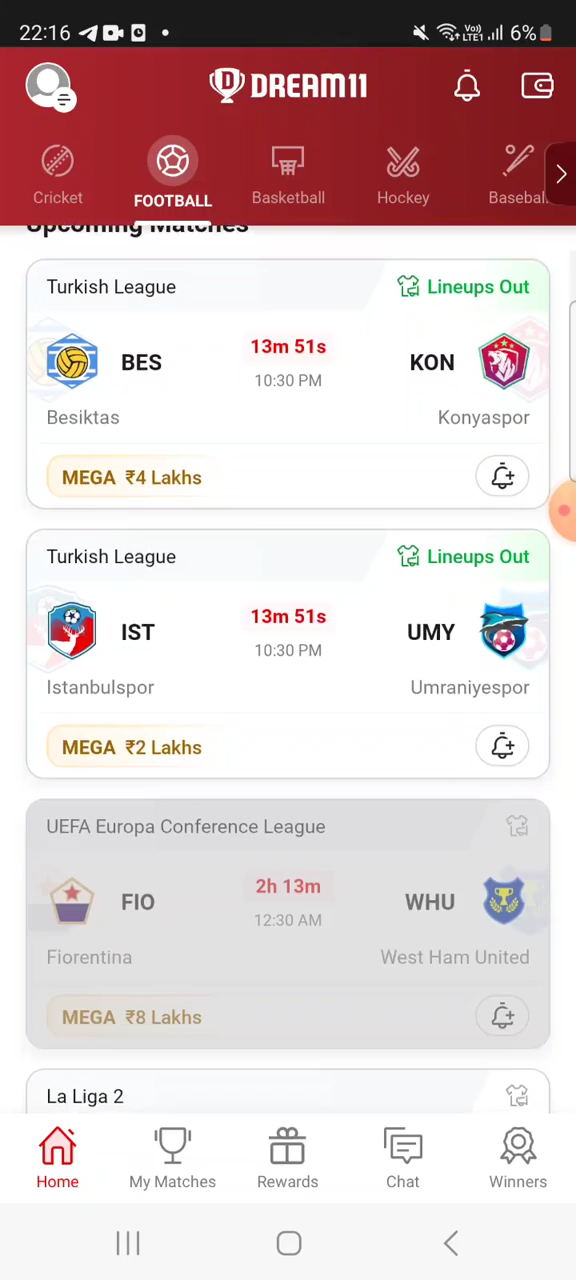 22:16 Vo)) LTE1 6%
DREAM11
Cricket FOOTBALL Basketball Hockey Baseball
Upcoming Matches
Turkish League Lineups Out
BES 13m 51s KON
10:30 PM
Besiktas Konyaspor
MEGA ₹4 Lakhs
Turkish League Lineups Out
IST 13m 51s UMY
10:30 PM
Istanbulspor Umraniyespor
MEGA ₹2 Lakhs
UEFA Europa Conference League
FIO 2h 13m WHU
12:30 AM
Fiorentina West Ham United
MEGA ₹8 Lakhs
La Liga 2
Home My Matches Rewards Chat Winners